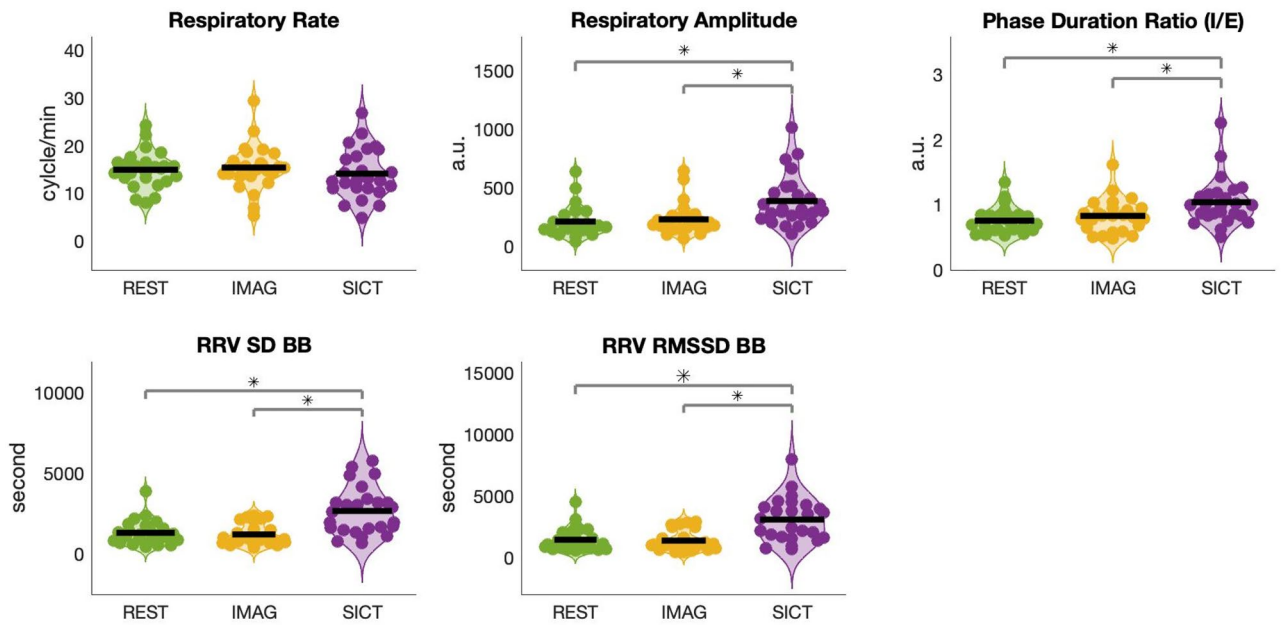 Respiratory Rate
40
30
20
10
0
cylcle/min
REST IMAG SICT
Respiratory Amplitude
*
*
1500
1000
500
0
a.u.
REST IMAG SICT
Phase Duration Ratio (I/E)
*
*
3
2
1
0
a.u.
REST IMAG SICT
RRV SD BB
*
*
10000
5000
0
second
REST IMAG SICT
RRV RMSSD BB
*
*
15000
10000
5000
0
second
REST IMAG SICT